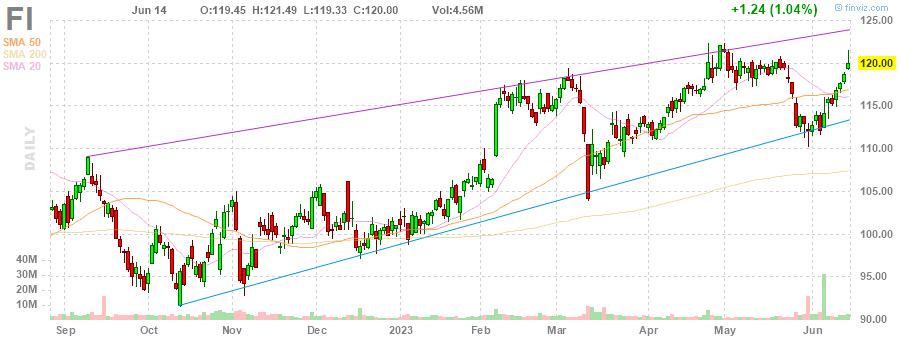 FI
Jun 14 O:119.45 H:121.49 L:119.33 C:120.00 Vol:4.56M +1.24 (1.04%)
finviz.com
SMA 50
SMA 200
SMA 20
DAILY
125.00
120.00
115.00
110.00
105.00
100.00
95.00
90.00
40M
30M
20M
10M
Sep Oct Nov Dec 2023 Feb Mar Apr May Jun